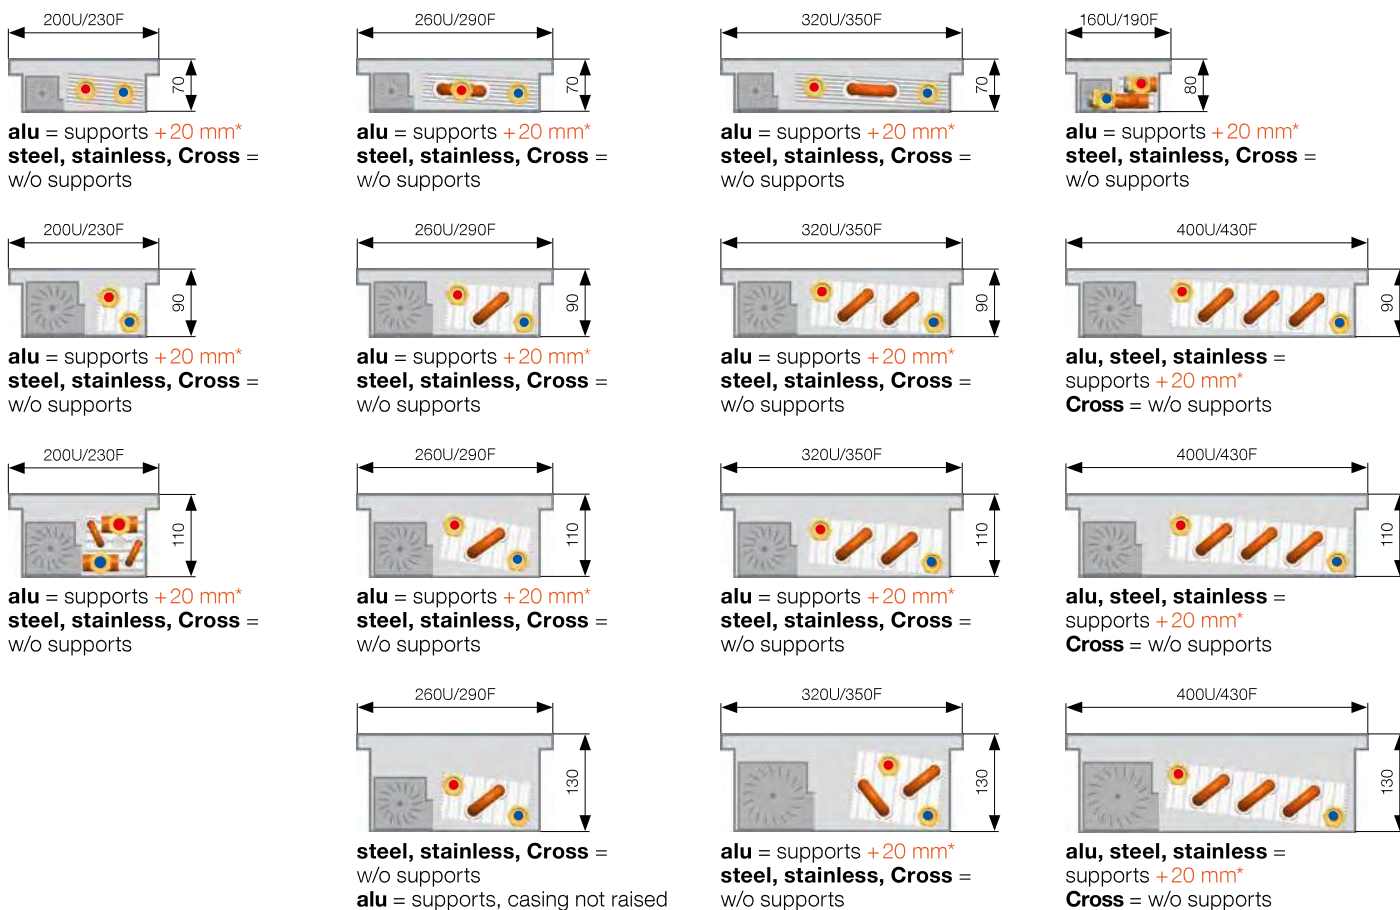 200U/230F
70
alu = supports +20 mm*
steel, stainless, Cross =
w/o supports
260U/290F
70
alu = supports +20 mm*
steel, stainless, Cross =
w/o supports
320U/350F
70
alu = supports +20 mm*
steel, stainless, Cross =
w/o supports
160U/190F
80
alu = supports +20 mm*
steel, stainless, Cross =
w/o supports
200U/230F
90
alu = supports +20 mm*
steel, stainless, Cross =
w/o supports
260U/290F
90
alu = supports +20 mm*
steel, stainless, Cross =
w/o supports
320U/350F
90
alu = supports +20 mm*
steel, stainless, Cross =
w/o supports
400U/430F
90
alu, steel, stainless =
supports +20 mm*
Cross = w/o supports
200U/230F
110
alu = supports +20 mm*
steel, stainless, Cross =
w/o supports
260U/290F
110
alu = supports +20 mm*
steel, stainless, Cross =
w/o supports
320U/350F
110
alu = supports +20 mm*
steel, stainless, Cross =
w/o supports
400U/430F
110
alu, steel, stainless =
supports +20 mm*
Cross = w/o supports
260U/290F
130
steel, stainless, Cross =
w/o supports
alu = supports, casing not raised
320U/350F
130
alu = supports +20 mm*
steel, stainless, Cross =
w/o supports
400U/430F
130
alu, steel, stainless =
supports +20 mm*
Cross = w/o supports